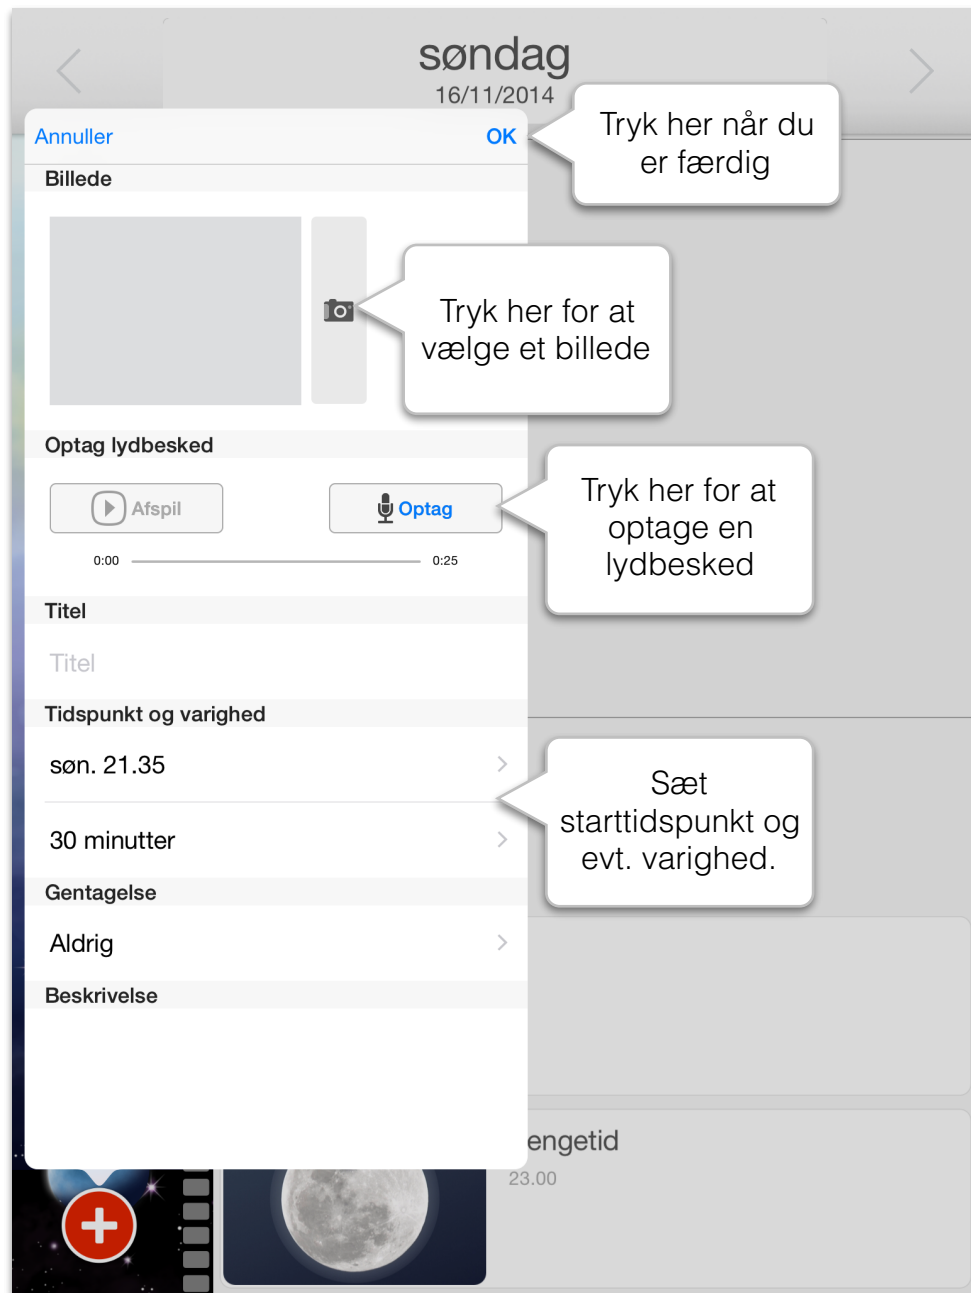 søndag
16/11/2014
Annuller
OK
Tryk her når du
er færdig
Billede
Tryk her for at
vælge et billede
Optag lydbesked
Afspil
Optag
Tryk her for at
optage en
lydbesked
0:00
0:25
Titel
Titel
Tidspunkt og varighed
søn. 21.35
Sæt
starttidspunkt og
evt. varighed.
30 minutter
Gentagelse
Aldrig
Beskrivelse
engetid
23.00